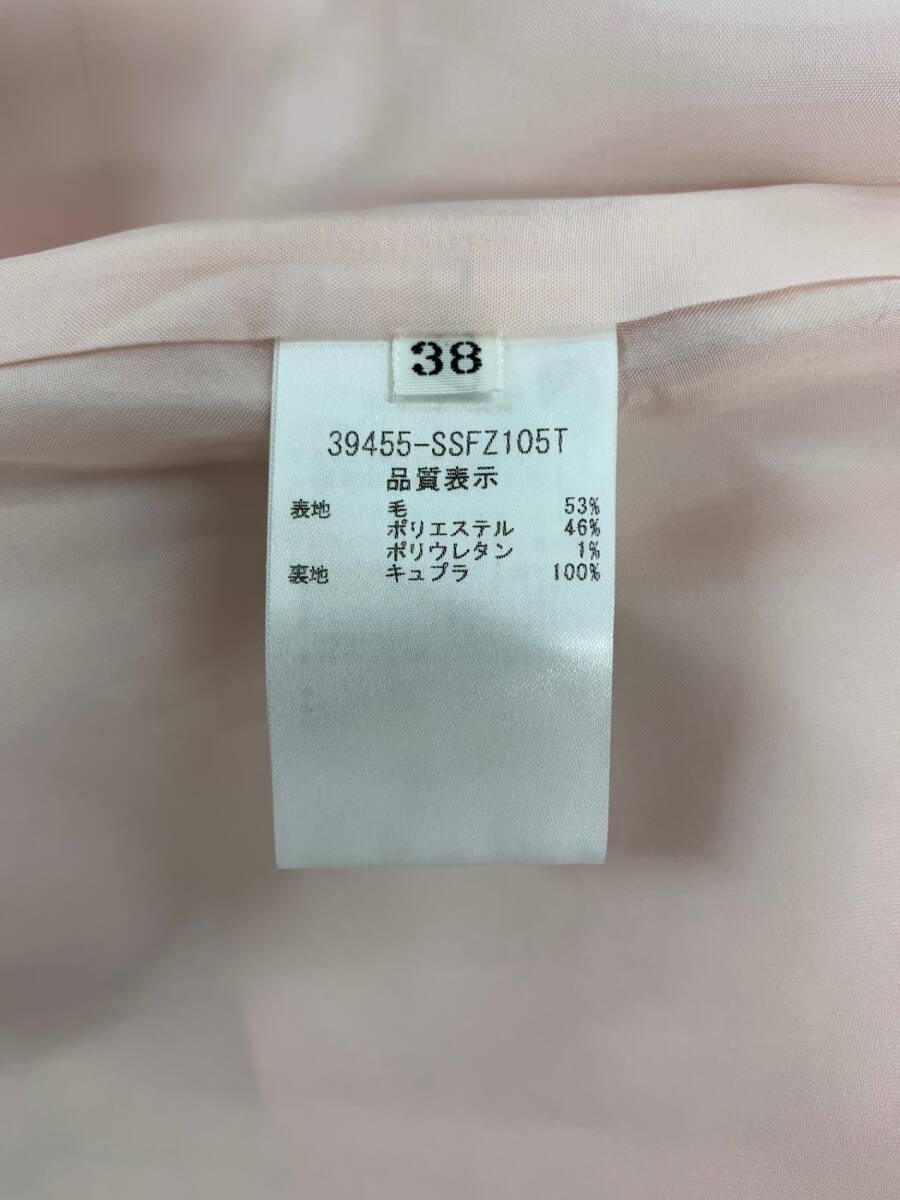 38
39455-SSFZ105T
品質表示
表地 毛 53%
ポリエステル 46%
ポリウレタン 1%
裏地 キュプラ 100%